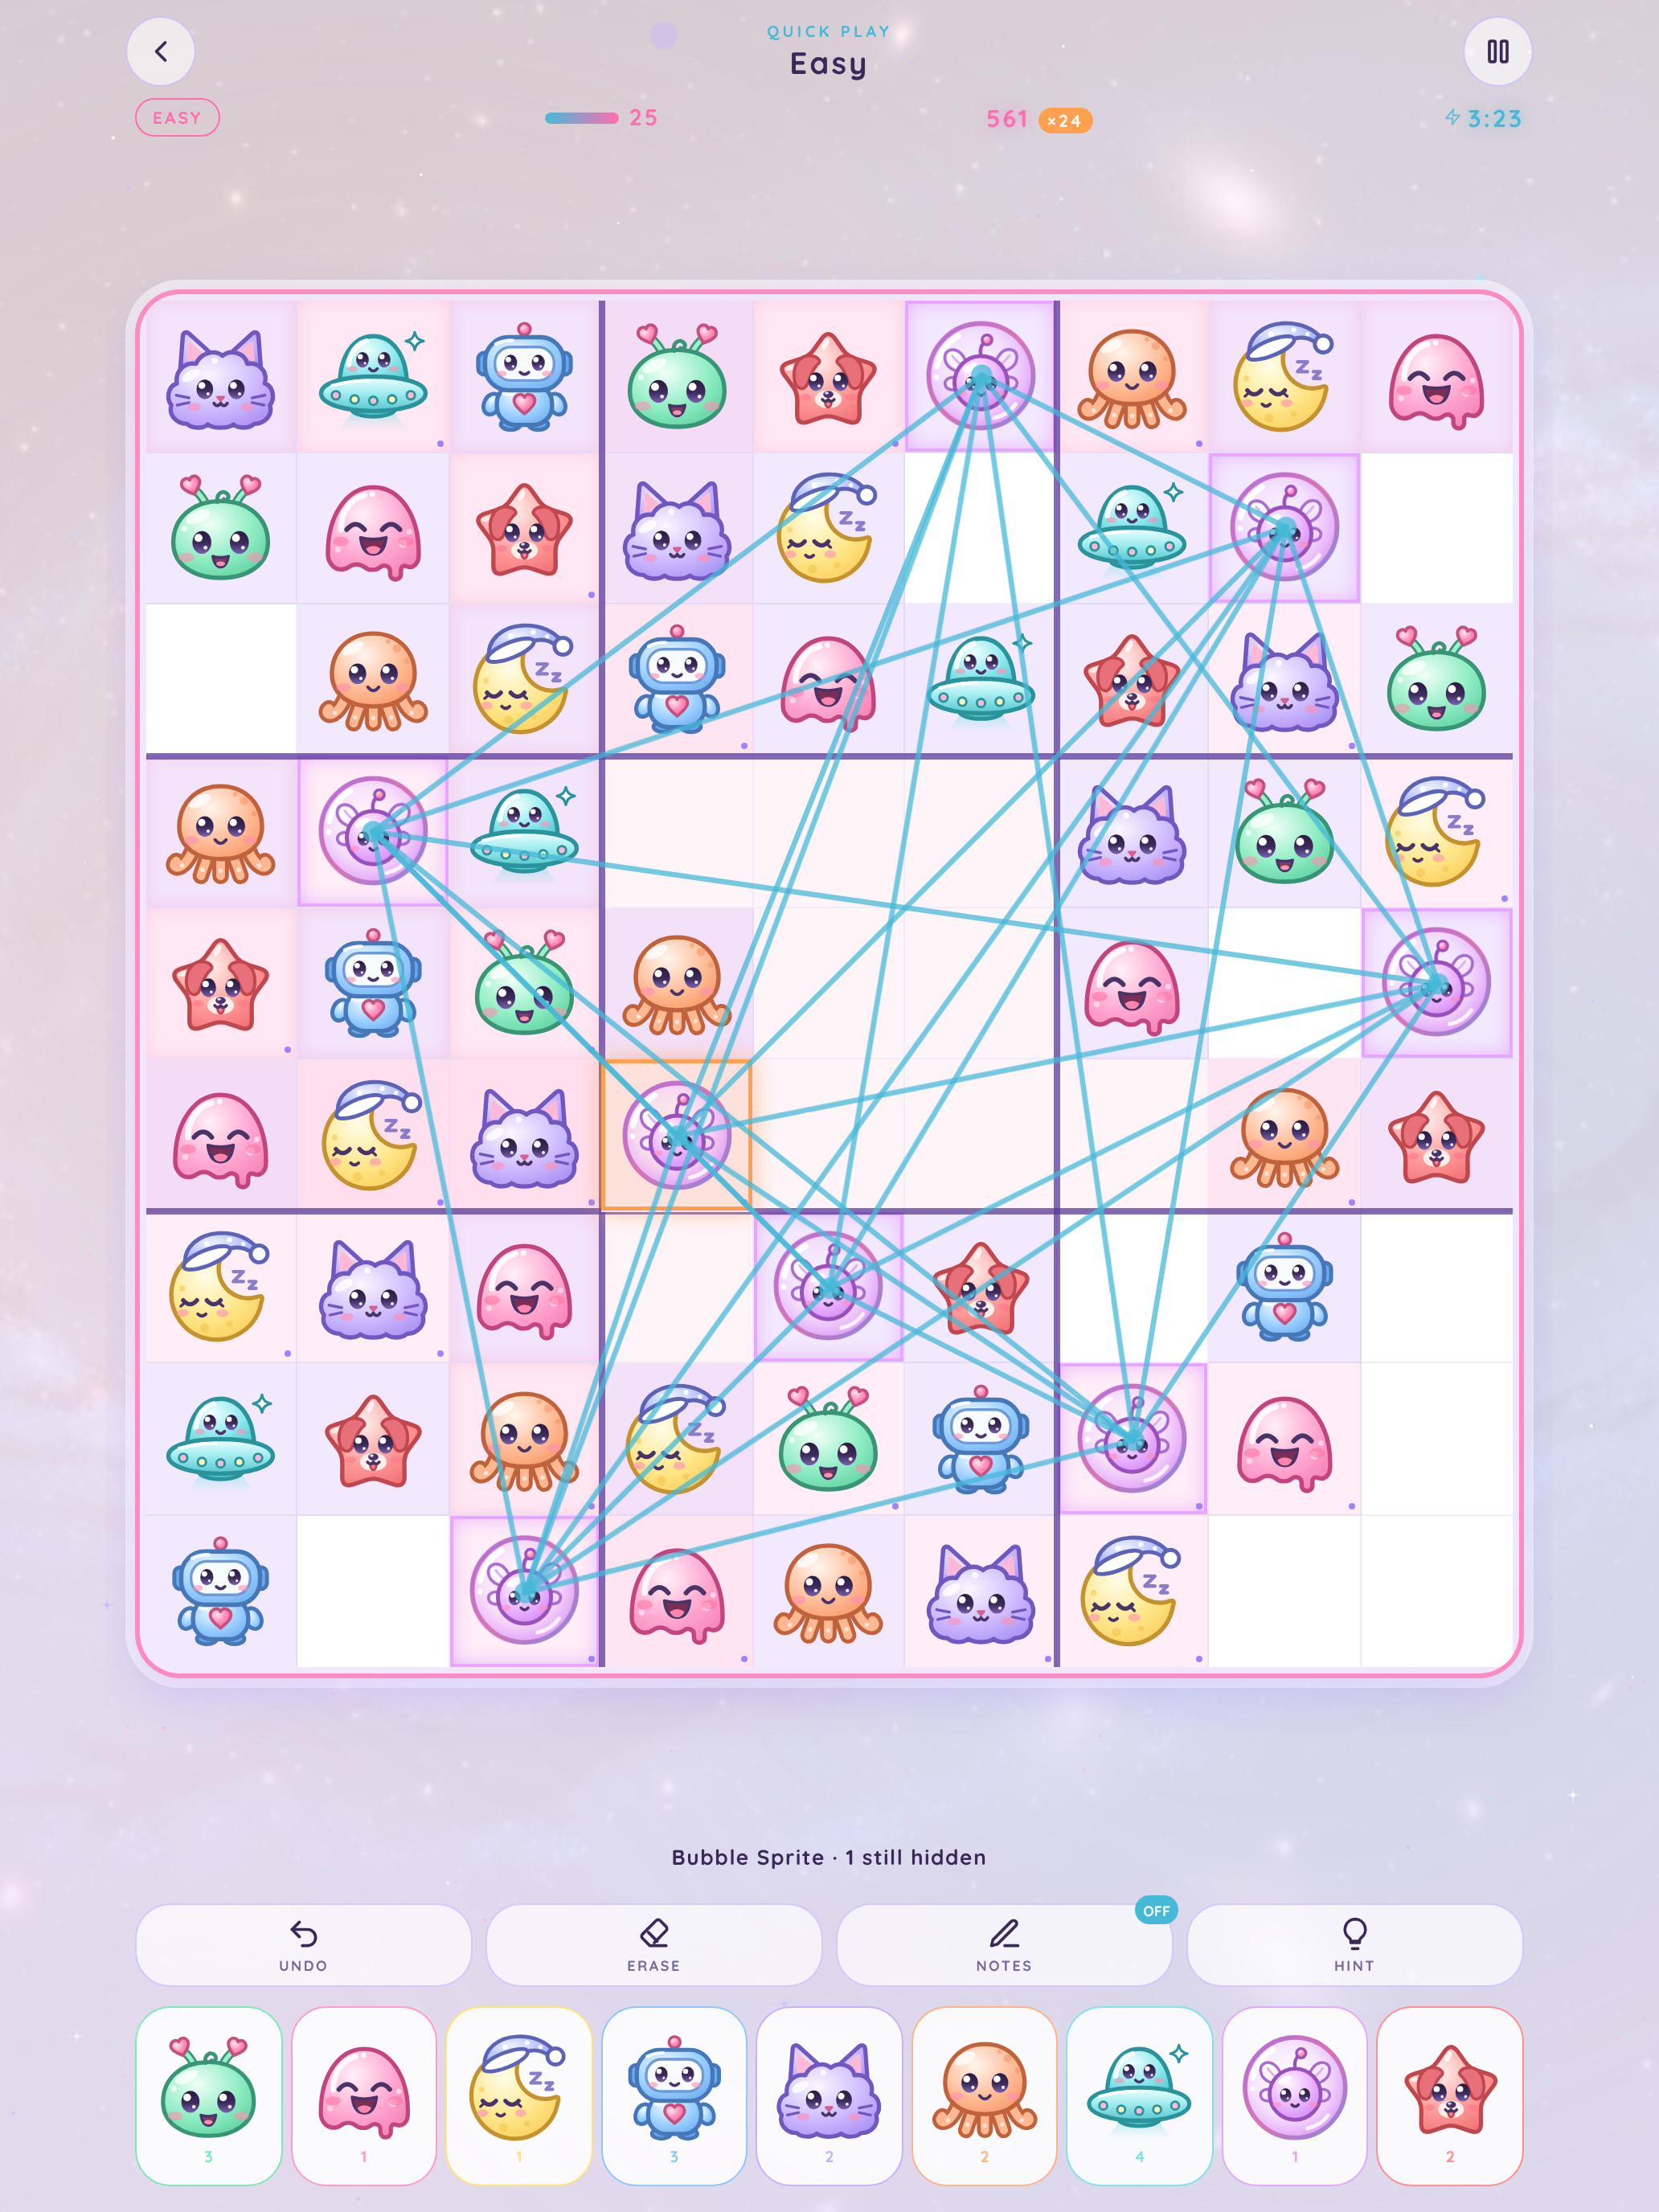 QUICK PLAY
Easy
EASY
25
561 ×24
3:23
Bubble Sprite · 1 still hidden
OFF
UNDO
ERASE
NOTES
HINT
3
1
1
3
2
2
4
1
2